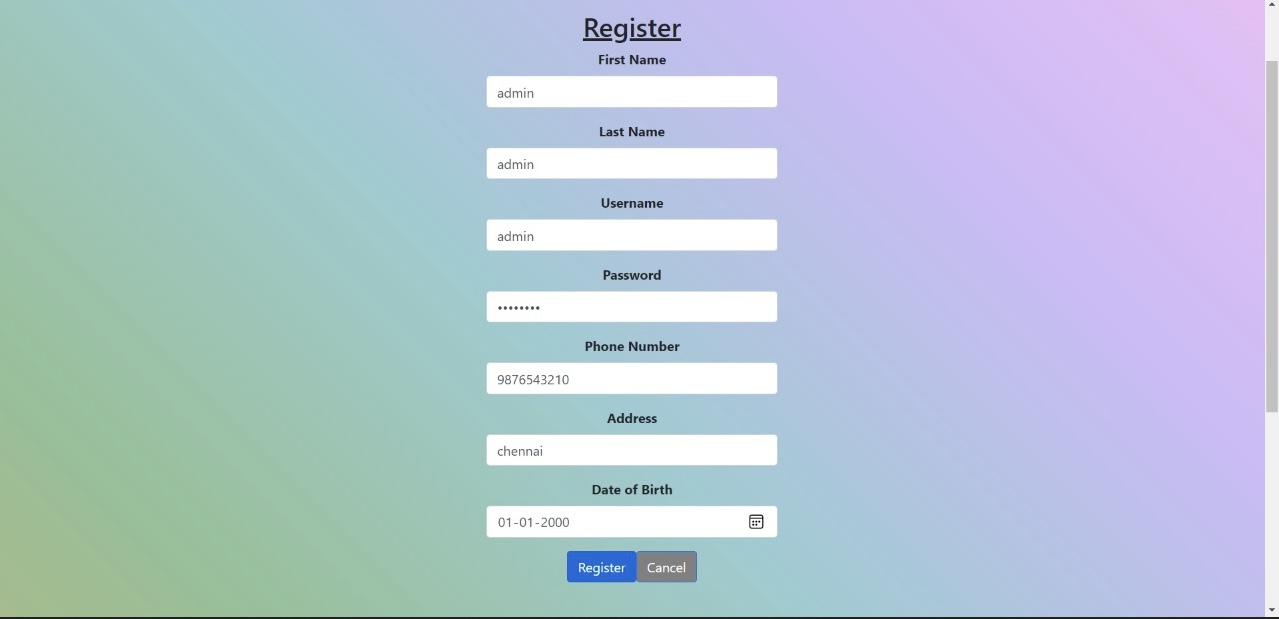 Register
First Name
admin
Last Name
admin
Username
admin
Password
••••••••
Phone Number
9876543210
Address
chennai
Date of Birth
01-01-2000
Register Cancel